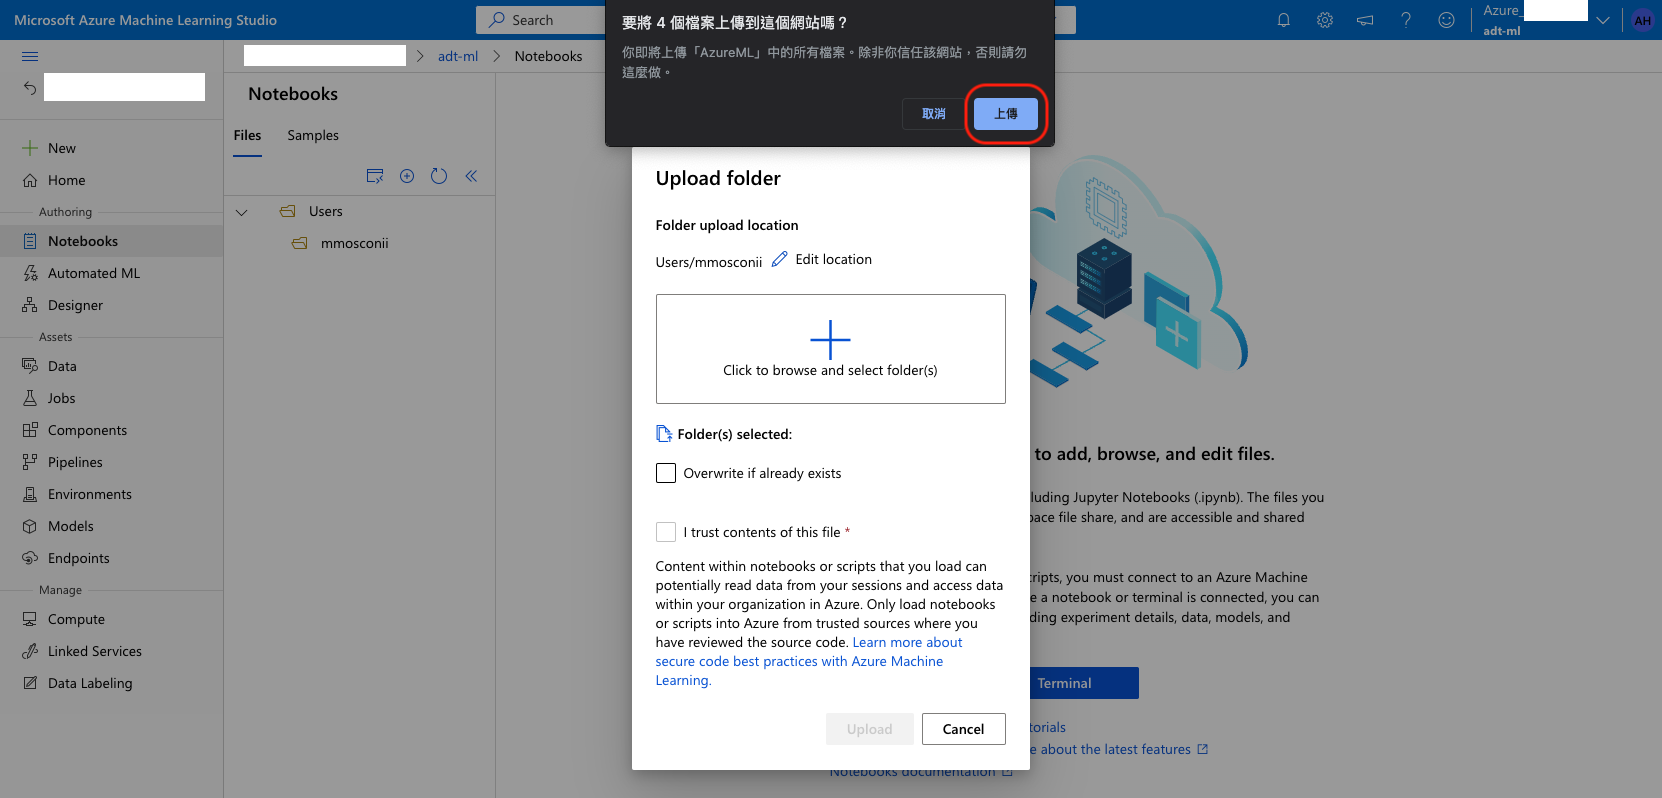 Microsoft Azure Machine Learning Studio
Search
Azure_
adt-ml
AH
要將 4 個檔案上傳到這個網站嗎？
你即將上傳「AzureML」中的所有檔案。除非你信任該網站，否則請勿
這麼做。
取消
上傳
adt-ml
Notebooks
New
Home
Authoring
Notebooks
Automated ML
Designer
Assets
Data
Jobs
Components
Pipelines
Environments
Models
Endpoints
Manage
Compute
Linked Services
Data Labeling
Notebooks
Files
Samples
Users
mmosconii
Upload folder
Folder upload location
Users/mmosconii
Edit location
Click to browse and select folder(s)
Folder(s) selected:
Overwrite if already exists
I trust contents of this file *
Content within notebooks or scripts that you load can
potentially read data from your sessions and access data
within your organization in Azure. Only load notebooks
or scripts into Azure from trusted sources where you
have reviewed the source code. Learn more about
secure code best practices with Azure Machine
Learning.
Upload
Cancel
to add, browse, and edit files.
luding Jupyter Notebooks (.ipynb). The files you
pace file share, and are accessible and shared
cripts, you must connect to an Azure Machine
e a notebook or terminal is connected, you can
ding experiment details, data, models, and
Terminal
torials
e about the latest features
Notebooks documentation